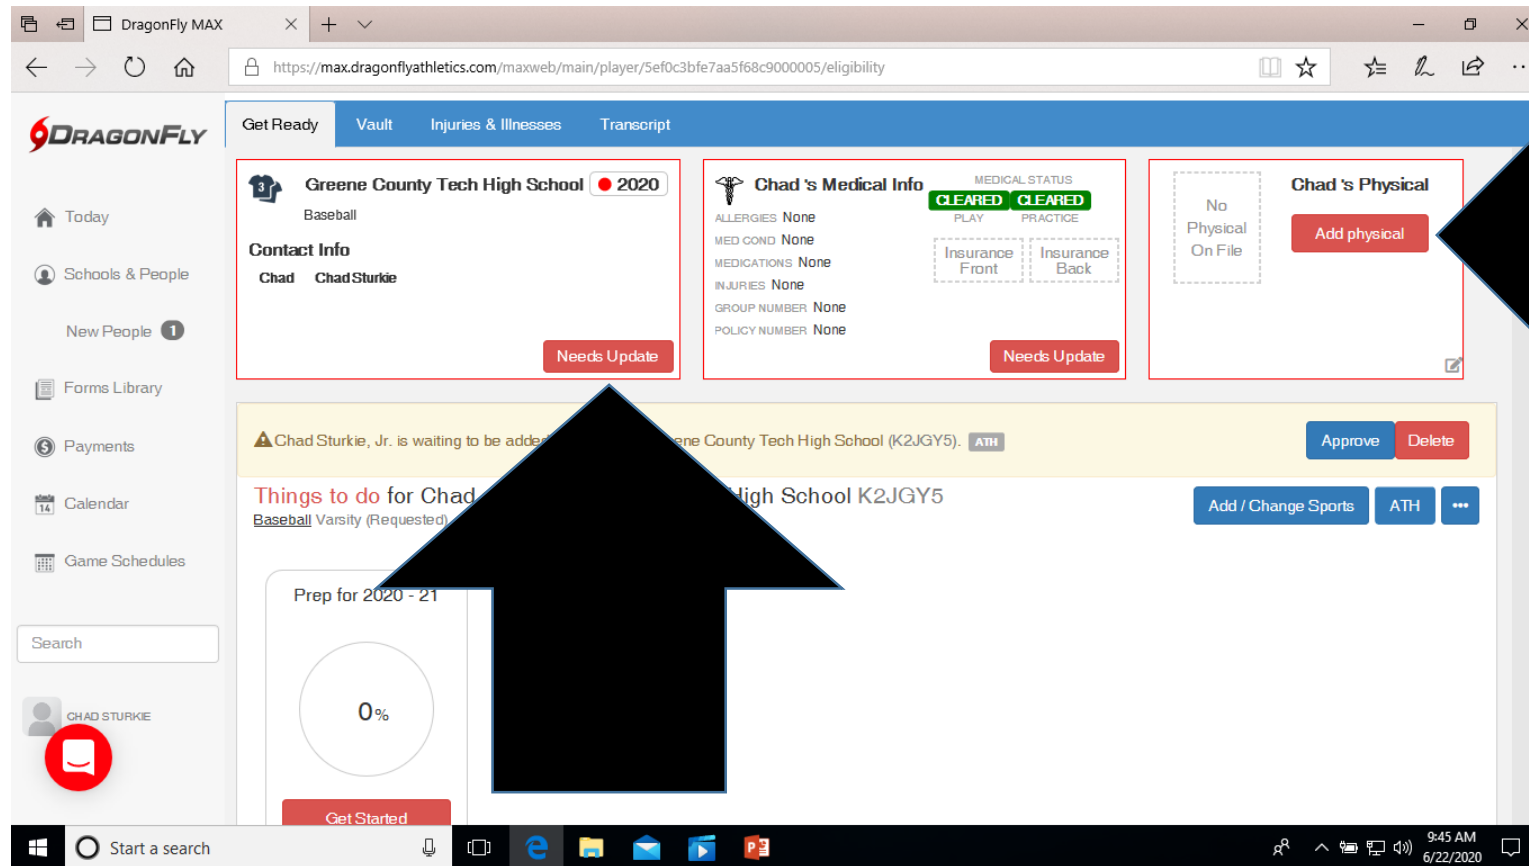 DragonFly MAX
https://max.dragonflyathletics.com/maxweb/main/player/5ef0c3bfe7aa5f68c9000005/eligibility
DRAGONFLY
Get Ready Vault Injuries & Illnesses Transcript
Today
Schools & People
New People 1
Forms Library
Payments
14 Calendar
Game Schedules
Search
CHAD STURKIE
3 Greene County Tech High School 2020
Baseball
Contact Info
Chad Chad Sturkie
Needs Update
Chad 's Medical Info
MEDICAL STATUS
CLEARED CLEARED
PLAY PRACTICE
ALLERGIES None
MED COND None
MEDICATIONS None
INJURIES None
GROUP NUMBER None
POLICY NUMBER None
Insurance Front
Insurance Back
Needs Update
No
Physical
On File
Chad 's Physical
Add physical
Chad Sturkie, Jr. is waiting to be added County Tech High School (K2JGY5). ATH
Approve Delete
Things to do for Chad High School K2JGY5
Baseball Varsity (Requested)
Add / Change Sports ATH
Prep for 2020 - 21
0%
Get Started
Start a search
9:45 AM
6/22/2020